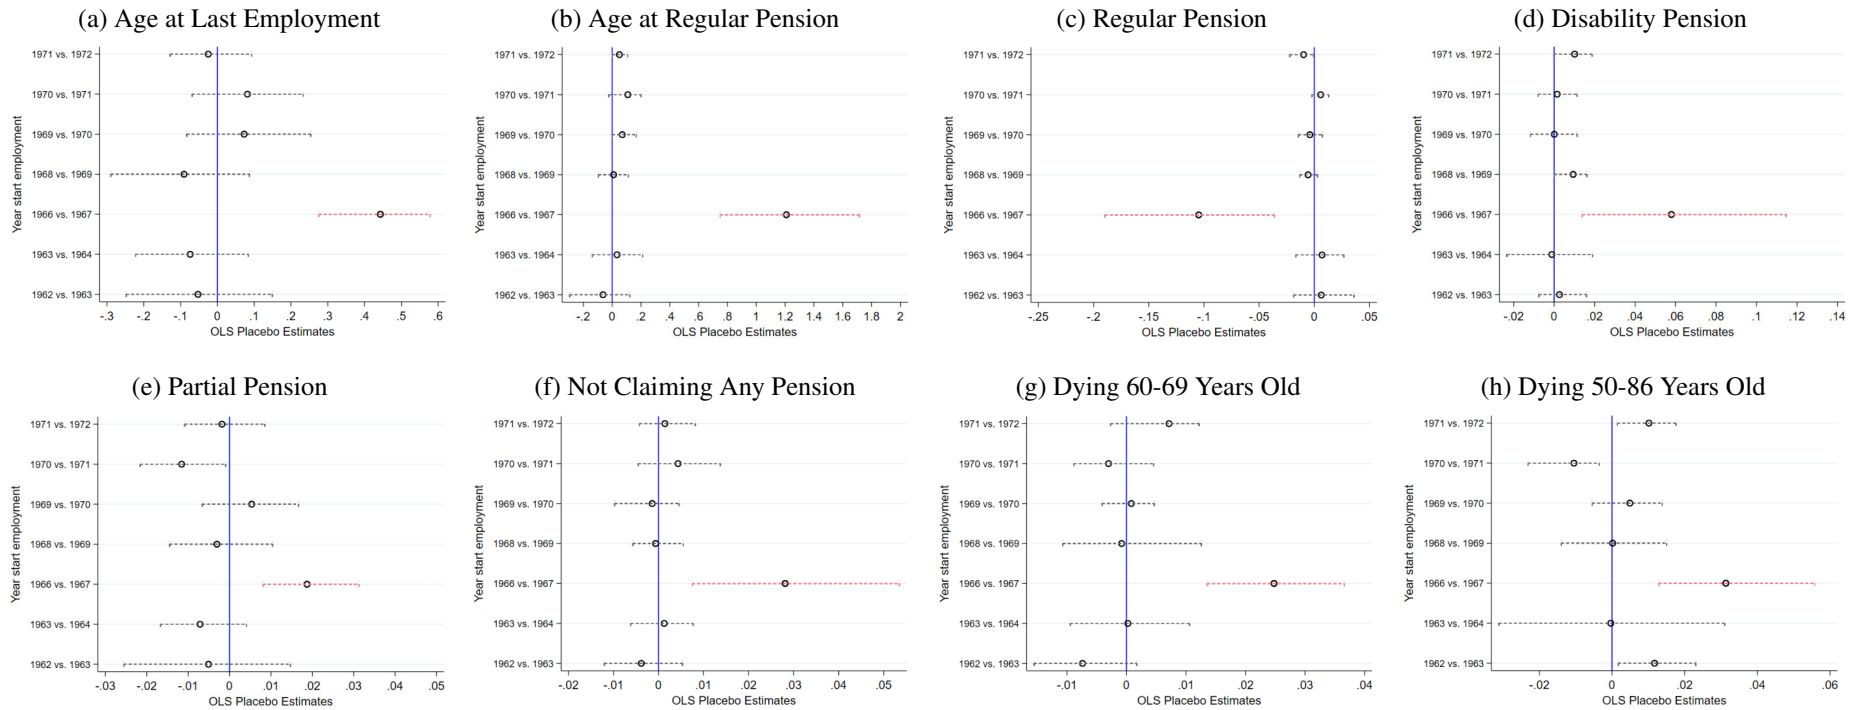 (a) Age at Last Employment
Year start employment
1971 vs. 1972
1970 vs. 1971
1969 vs. 1970
1968 vs. 1969
1966 vs. 1967
1963 vs. 1964
1962 vs. 1963
-.3 -.2 -.1 0 .1 .2 .3 .4 .5 .6
OLS Placebo Estimates
(b) Age at Regular Pension
Year start employment
1971 vs. 1972
1970 vs. 1971
1969 vs. 1970
1968 vs. 1969
1966 vs. 1967
1963 vs. 1964
1962 vs. 1963
-.2 0 .2 .4 .6 .8 1 1.2 1.4 1.6 1.8 2
OLS Placebo Estimates
(c) Regular Pension
Year start employment
1971 vs. 1972
1970 vs. 1971
1969 vs. 1970
1968 vs. 1969
1966 vs. 1967
1963 vs. 1964
1962 vs. 1963
-.25 -.2 -.15 -.1 -.05 0 .05
OLS Placebo Estimates
(d) Disability Pension
Year start employment
1971 vs. 1972
1970 vs. 1971
1969 vs. 1970
1968 vs. 1969
1966 vs. 1967
1963 vs. 1964
1962 vs. 1963
-.02 0 .02 .04 .06 .08 .1 .12 .14
OLS Placebo Estimates
(e) Partial Pension
Year start employment
1971 vs. 1972
1970 vs. 1971
1969 vs. 1970
1968 vs. 1969
1966 vs. 1967
1963 vs. 1964
1962 vs. 1963
-.03 -.02 -.01 0 .01 .02 .03 .04 .05
OLS Placebo Estimates
(f) Not Claiming Any Pension
Year start employment
1971 vs. 1972
1970 vs. 1971
1969 vs. 1970
1968 vs. 1969
1966 vs. 1967
1963 vs. 1964
1962 vs. 1963
-.02 -.01 0 .01 .02 .03 .04 .05
OLS Placebo Estimates
(g) Dying 60-69 Years Old
Year start employment
1971 vs. 1972
1970 vs. 1971
1969 vs. 1970
1968 vs. 1969
1966 vs. 1967
1963 vs. 1964
1962 vs. 1963
-.01 0 .01 .02 .03 .04
OLS Placebo Estimates
(h) Dying 50-86 Years Old
Year start employment
1971 vs. 1972
1970 vs. 1971
1969 vs. 1970
1968 vs. 1969
1966 vs. 1967
1963 vs. 1964
1962 vs. 1963
-.02 0 .02 .04 .06
OLS Placebo Estimates